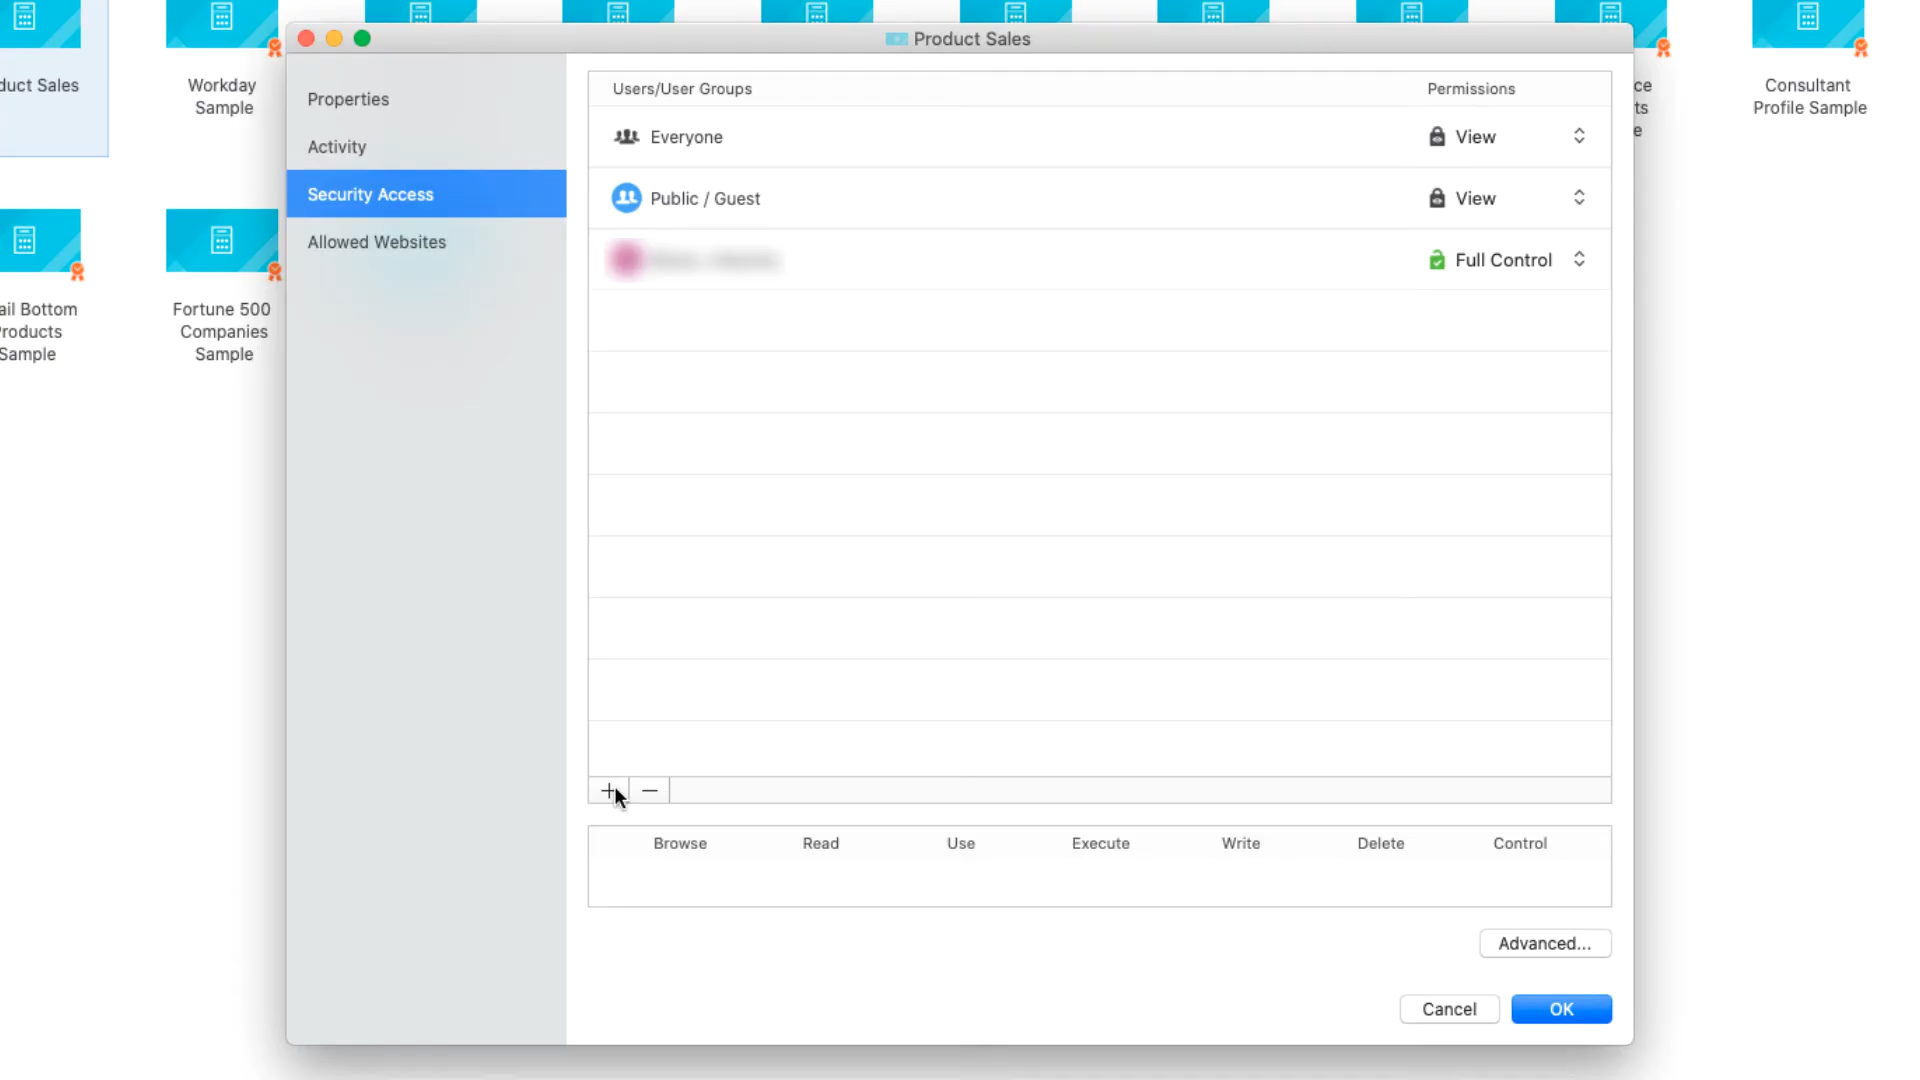 Product Sales
duct Sales
Workday
Sample
ce
ts
e
Consultant
Profile Sample
ail Bottom
roducts
Sample
Fortune 500
Companies
Sample
Properties
Activity
Security Access
Allowed Websites
Users/User Groups Permissions
Everyone View
Public / Guest View
Full Control
+ −
Browse Read Use Execute Write Delete Control
Advanced...
Cancel OK